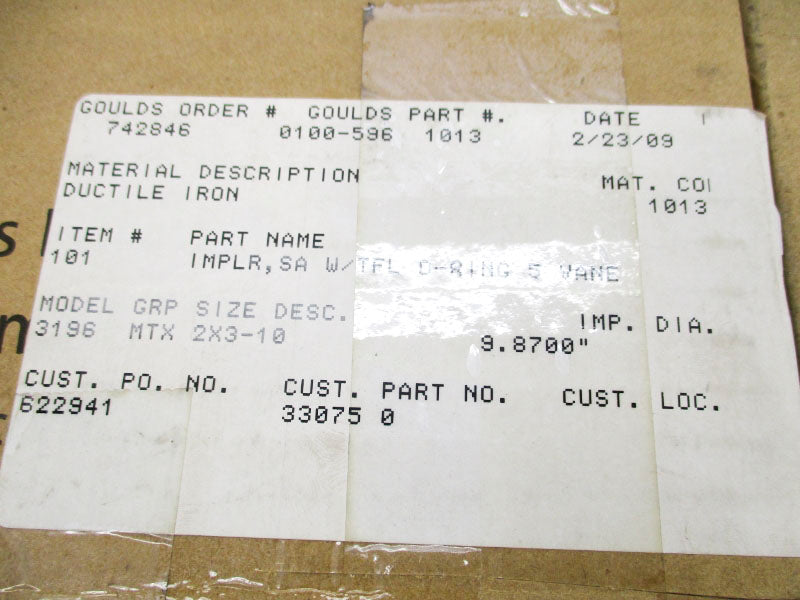 GOULDS ORDER # GOULDS PART #. DATE
742846 0100-596 1013 2/23/09
MATERIAL DESCRIPTION MAT. CO
DUCTILE IRON 1013
ITEM # PART NAME
101 IMPLR,SA W/TFL O-RING 5 VANE
MODEL GRP SIZE DESC. IMP. DIA.
3196 MTX 2X3-10 9.8700"
CUST. PO. NO. CUST. PART NO. CUST. LOC.
622941 33075 0